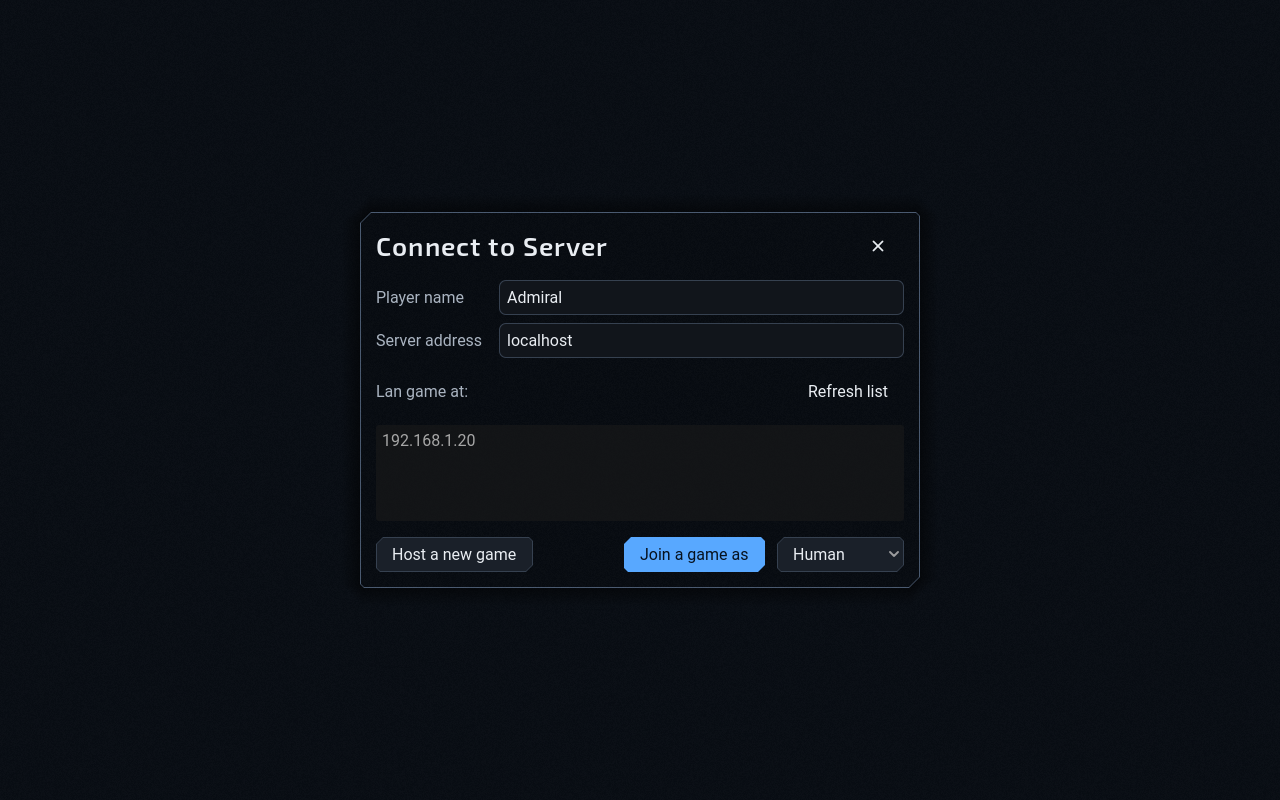 Connect to Server
Player name
Admiral
Server address
localhost
Lan game at:
Refresh list
192.168.1.20
Host a new game
Join a game as
Human